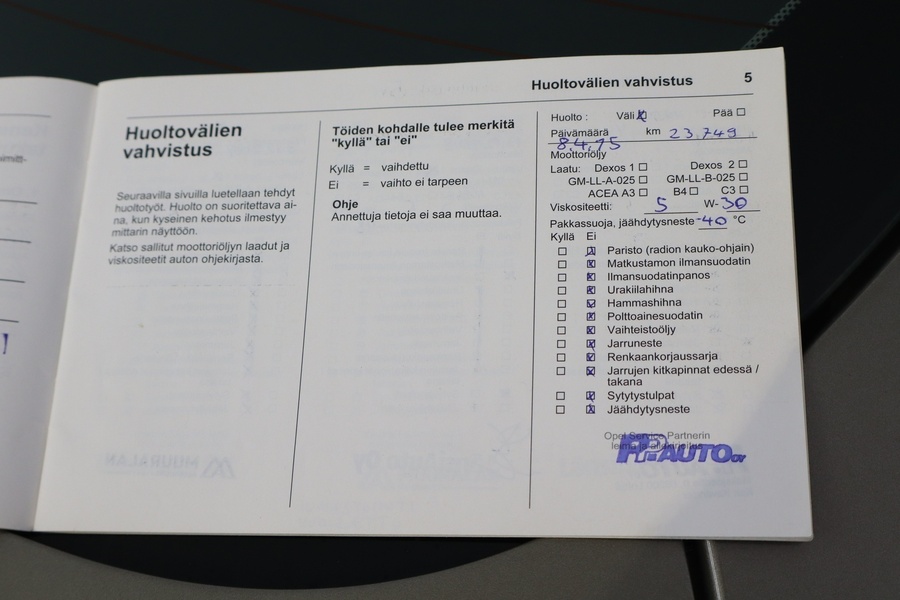 Huoltovälien vahvistus 5
Huoltovälien
vahvistus
Seuraavilla sivuilla luetellaan tehdyt
huoltotyöt. Huolto on suoritettava ai-
na, kun kyseinen kehotus ilmestyy
mittarin näyttöön.
Katso sallitut moottoriöljyn laadut ja
viskositeetit auton ohjekirjasta.
Töiden kohdalle tulee merkitä
"kyllä" tai "ei"
Kyllä = vaihdettu
Ei = vaihto ei tarpeen
Ohje
Annettuja tietoja ei saa muuttaa.
Huolto : Väli ☒ Pää ☐
Päivämäärä km 23.749
8.4.15
Moottoriöljy
Laatu: Dexos 1 ☐ Dexos 2 ☐
GM-LL-A-025 ☐ GM-LL-B-025 ☐
ACEA A3 ☐ B4 ☐ C3 ☐
Viskositeetti: 5 W-30
Pakkassuoja, jäähdytysneste -40 °C
Kyllä Ei
☐ ☒ Paristo (radion kauko-ohjain)
☐ ☒ Matkustamon ilmansuodatin
☐ ☒ Ilmansuodatinpanos
☐ ☒ Urakiilahihna
☐ ☒ Hammashihna
☐ ☒ Polttoainesuodatin
☐ ☒ Vaihteistoöljy
☐ ☒ Jarruneste
☐ ☒ Renkaankorjaussarja
☐ ☒ Jarrujen kitkapinnat edessä /
takana
☐ ☒ Sytytystulpat
☐ ☒ Jäähdytysneste
Opel Service Partnerin
leima ja allekirjoitus
PP-AUTO OY